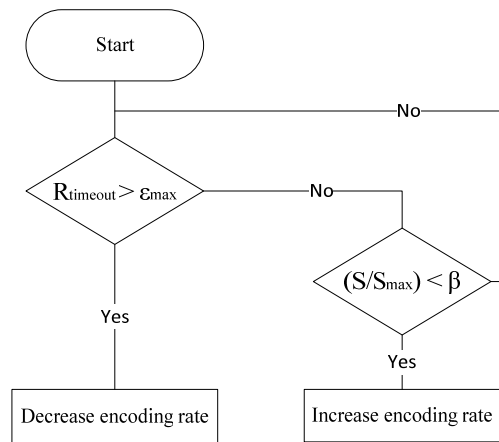 Start
No
Rtimeout > εmax
No
(S/Smax) < β
Yes
Yes
Decrease encoding rate
Increase encoding rate